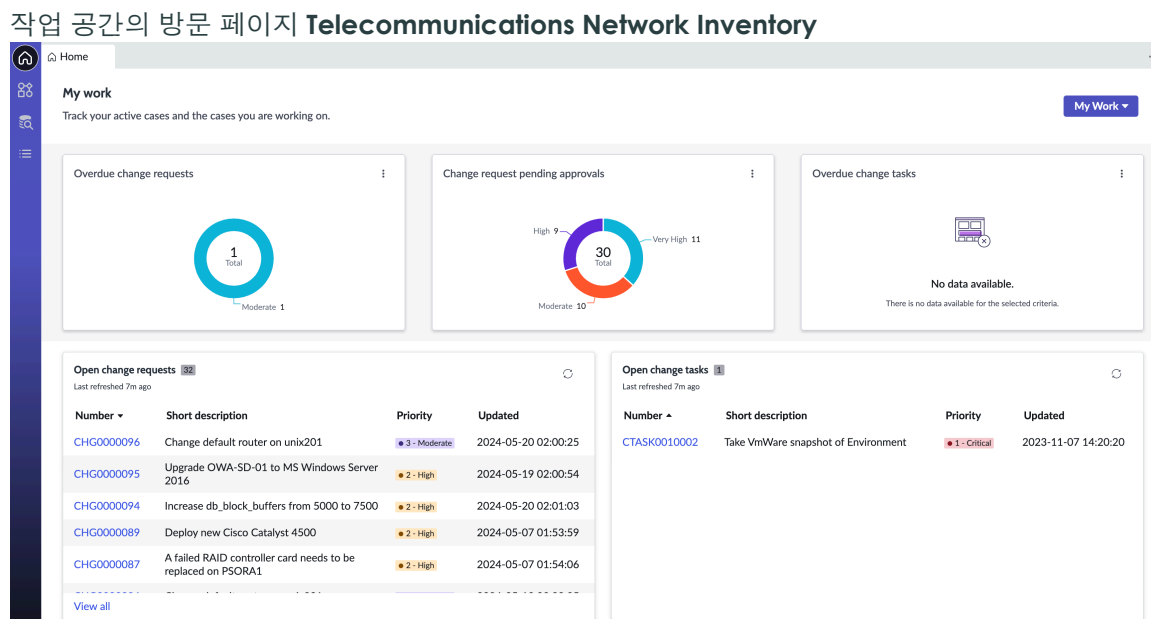 작업 공간의 방문 페이지 Telecommunications Network Inventory
Home
My work
Track your active cases and the cases you are working on.
My Work
Overdue change requests
1
Total
Moderate 1
Change request pending approvals
High 9
Very High 11
30
Total
Moderate 10
Overdue change tasks
No data available.
There is no data available for the selected criteria.
Open change requests 32
Last refreshed 7m ago
Number Short description Priority Updated
CHG0000096 Change default router on unix201 3 - Moderate 2024-05-20 02:00:25
CHG0000095 Upgrade OWA-SD-01 to MS Windows Server 2016 2 - High 2024-05-19 02:00:54
CHG0000094 Increase db_block_buffers from 5000 to 7500 2 - High 2024-05-20 02:01:03
CHG0000089 Deploy new Cisco Catalyst 4500 2 - High 2024-05-07 01:53:59
CHG0000087 A failed RAID controller card needs to be replaced on PSORA1 2 - High 2024-05-07 01:54:06
View all
Open change tasks 1
Last refreshed 7m ago
Number Short description Priority Updated
CTASK0010002 Take VmWare snapshot of Environment 1 - Critical 2023-11-07 14:20:20